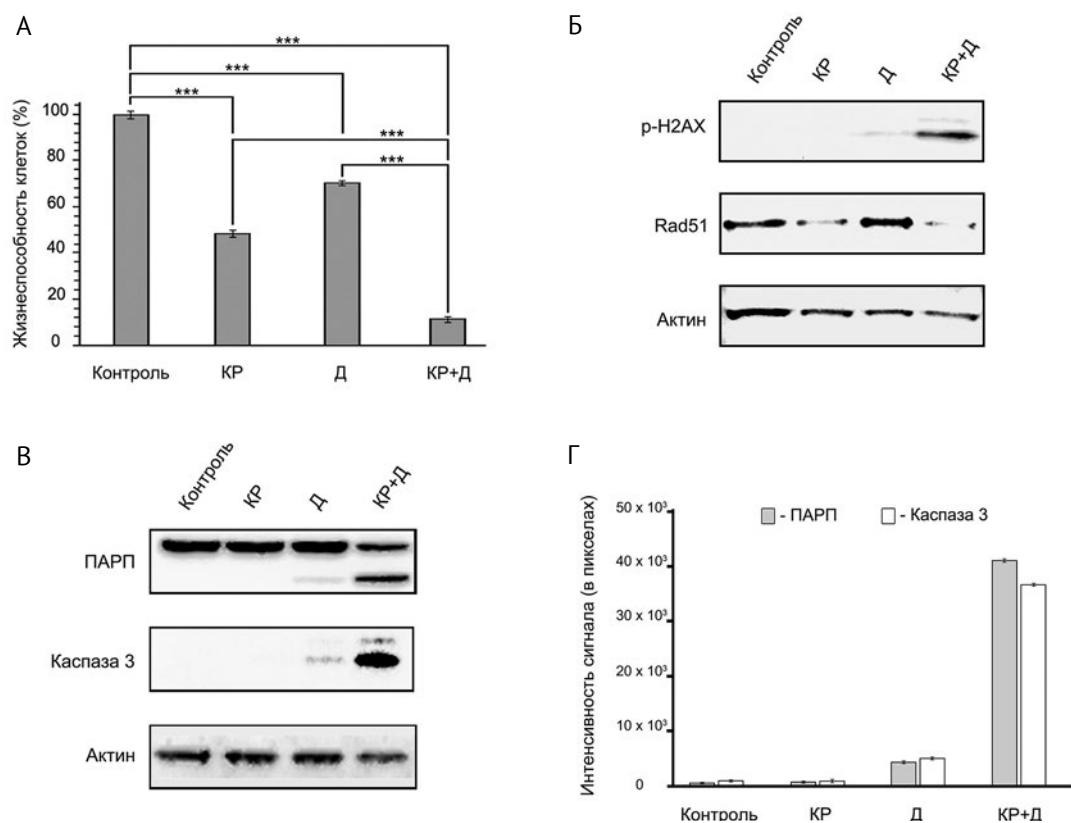 А
***
***
***
***
***
Жизнеспособность клеток (%)
100
80
60
40
20
0
Контроль
КР
Д
КР+Д
Б
Контроль
КР
Д
КР+Д
p-H2AX
Rad51
Актин
В
Контроль
КР
Д
КР+Д
ПАРП
Каспаза 3
Актин
Г
Интенсивность сигнала (в пикселах)
- ПАРП
- Каспаза 3
50 x 10³
40 x 10³
30 x 10³
20 x 10³
10 x 10³
0
Контроль
КР
Д
КР+Д